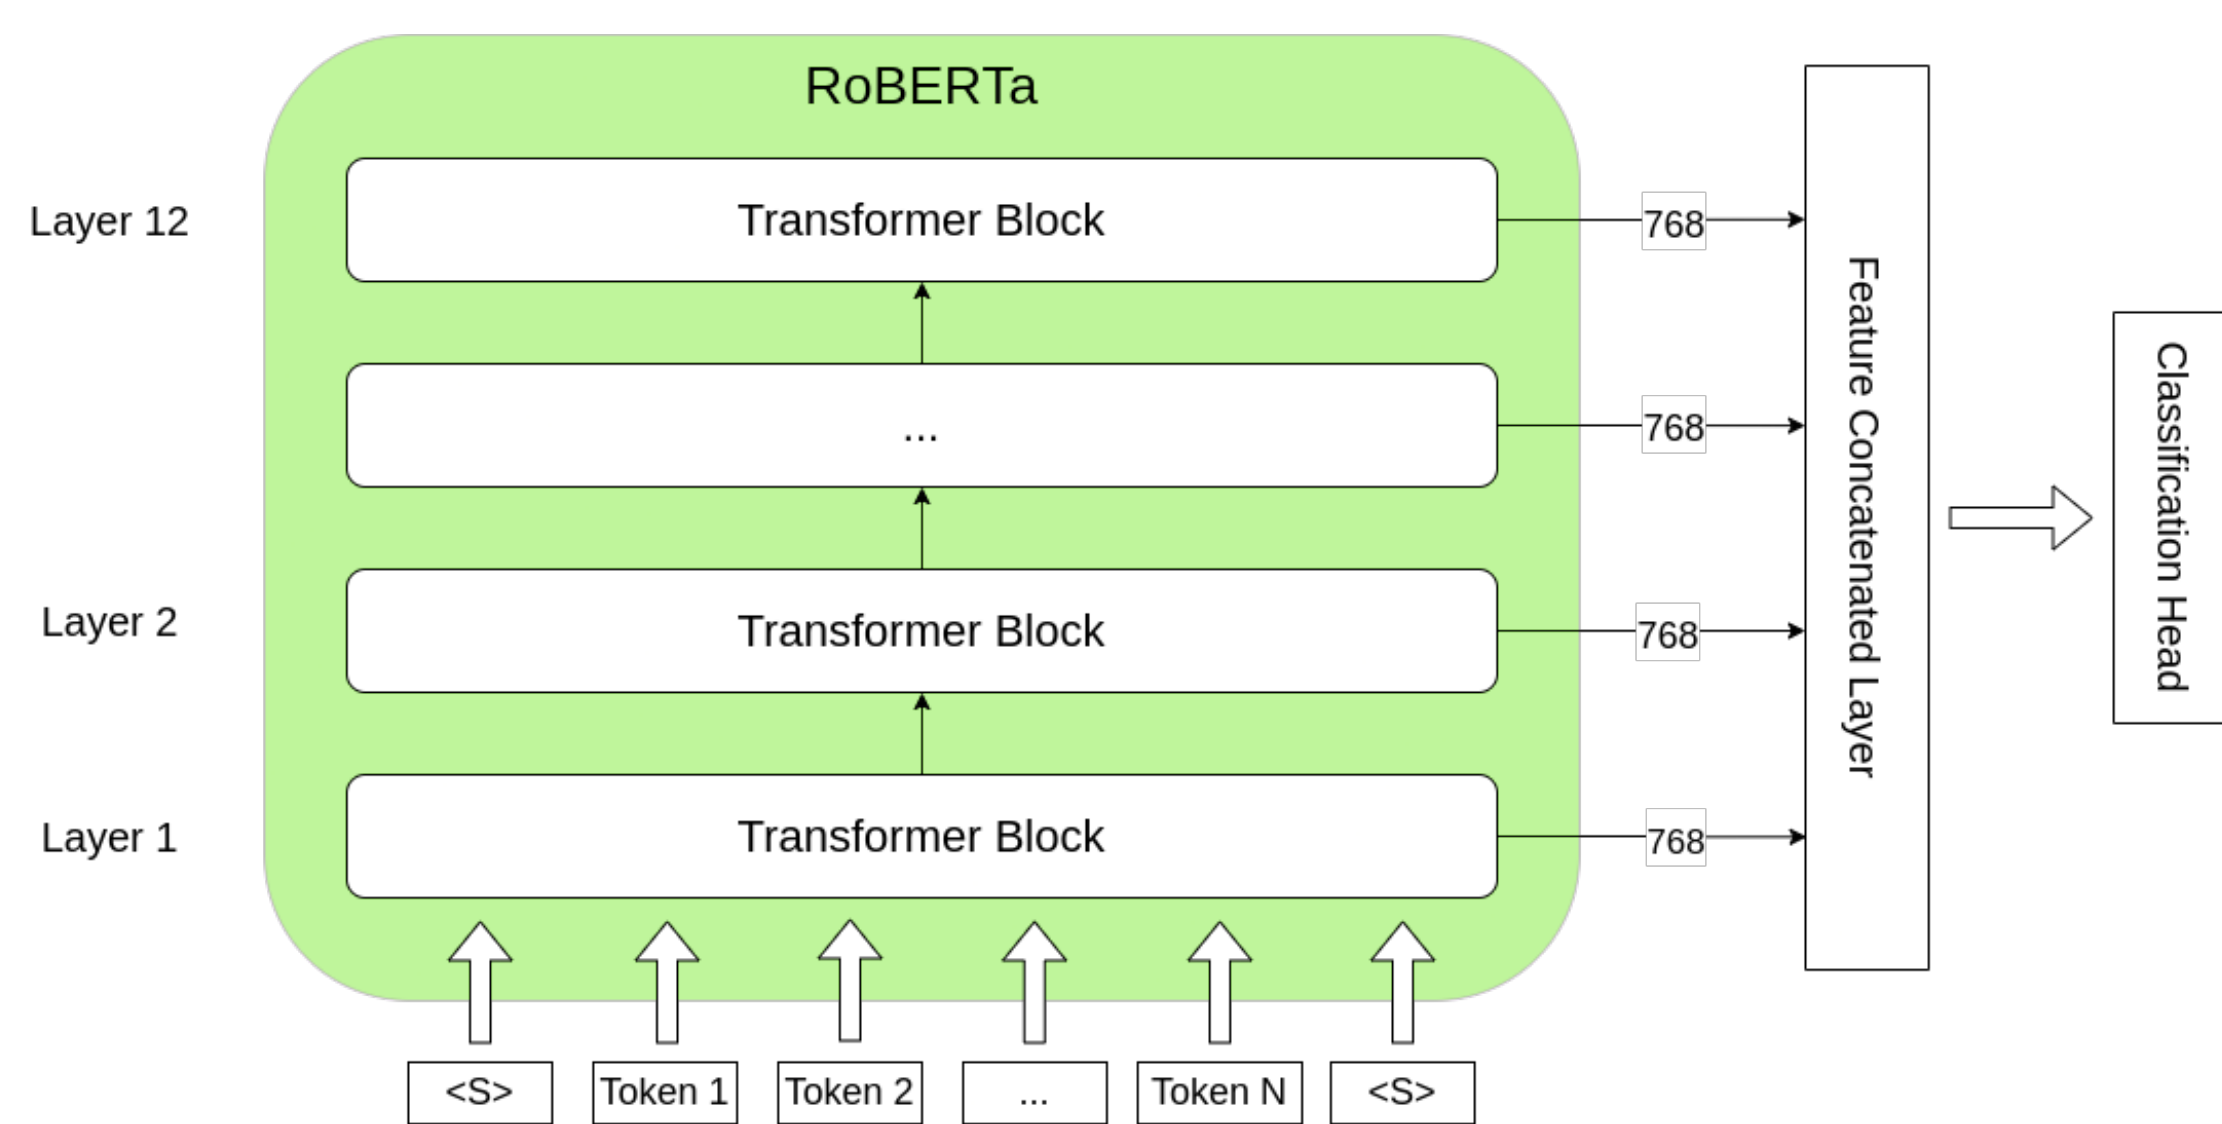 RoBERTa
Layer 12
Transformer Block
768
...
768
Layer 2
Transformer Block
768
Layer 1
Transformer Block
768
Feature Concatenated Layer
Classification Head
<S>
Token 1
Token 2
...
Token N
<S>